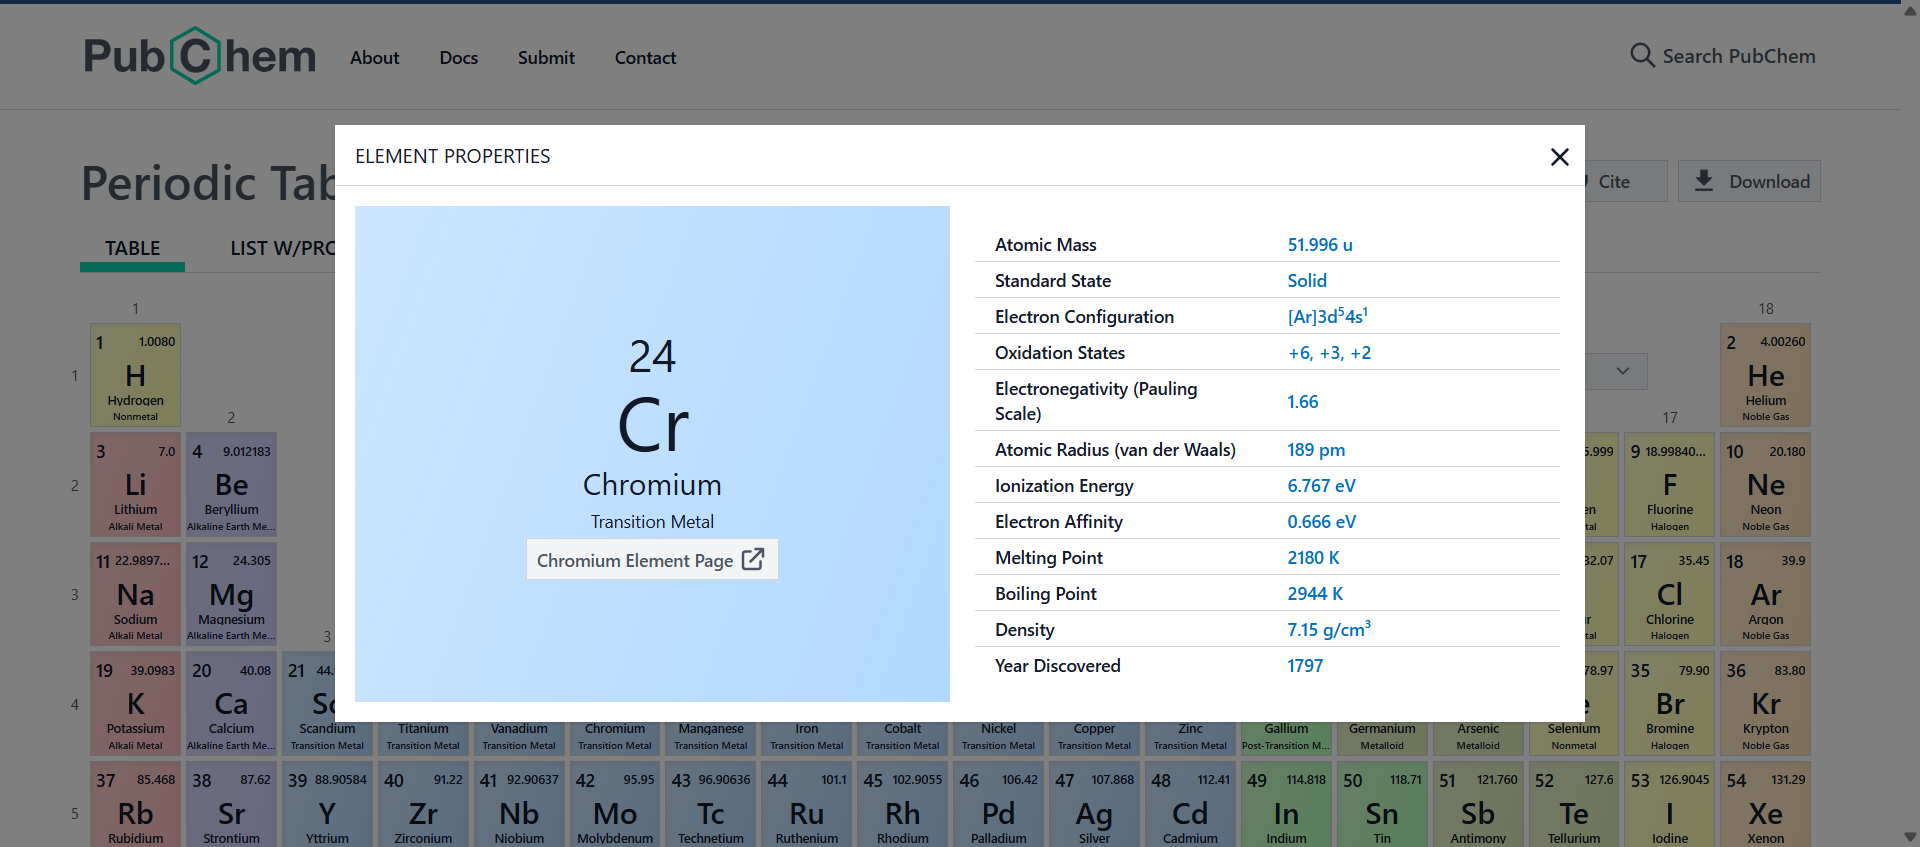 PubChem
About
Docs
Submit
Contact
Search PubChem
Periodic Tab
Cite
Download
TABLE
LIST W/PRO
ELEMENT PROPERTIES
24
Cr
Chromium
Transition Metal
Chromium Element Page
Atomic Mass 51.996 u
Standard State Solid
Electron Configuration [Ar]3d⁵4s¹
Oxidation States +6, +3, +2
Electronegativity (Pauling
Scale) 1.66
Atomic Radius (van der Waals) 189 pm
Ionization Energy 6.767 eV
Electron Affinity 0.666 eV
Melting Point 2180 K
Boiling Point 2944 K
Density 7.15 g/cm³
Year Discovered 1797
1
18
1
1 1.0080
H
Hydrogen
Nonmetal
2 4.00260
He
Helium
Noble Gas
2
17
2
3 7.0
Li
Lithium
Alkali Metal
4 9.012183
Be
Beryllium
Alkaline Earth Me...
5.999
en
tal
9 18.99840...
F
Fluorine
Halogen
10 20.180
Ne
Neon
Noble Gas
3
11 22.9897...
Na
Sodium
Alkali Metal
12 24.305
Mg
Magnesium
Alkaline Earth Me...
3
32.07
ur
tal
17 35.45
Cl
Chlorine
Halogen
18 39.9
Ar
Argon
Noble Gas
4
19 39.0983
K
Potassium
Alkali Metal
20 40.08
Ca
Calcium
Alkaline Earth Me...
21 44.
Sc
Scandium
Transition Metal
Titanium
Transition Metal
Vanadium
Transition Metal
Chromium
Transition Metal
Manganese
Transition Metal
Iron
Transition Metal
Cobalt
Transition Metal
Nickel
Transition Metal
Copper
Transition Metal
Zinc
Transition Metal
Gallium
Post-Transition M...
Germanium
Metalloid
Arsenic
Metalloid
78.97
e
Selenium
Nonmetal
35 79.90
Br
Bromine
Halogen
36 83.80
Kr
Krypton
Noble Gas
5
37 85.468
Rb
Rubidium
38 87.62
Sr
Strontium
39 88.90584
Y
Yttrium
40 91.22
Zr
Zirconium
41 92.90637
Nb
Niobium
42 95.95
Mo
Molybdenum
43 96.90636
Tc
Technetium
44 101.1
Ru
Ruthenium
45 102.9055
Rh
Rhodium
46 106.42
Pd
Palladium
47 107.868
Ag
Silver
48 112.41
Cd
Cadmium
49 114.818
In
Indium
50 118.71
Sn
Tin
51 121.760
Sb
Antimony
52 127.6
Te
Tellurium
53 126.9045
I
Iodine
54 131.29
Xe
Xenon